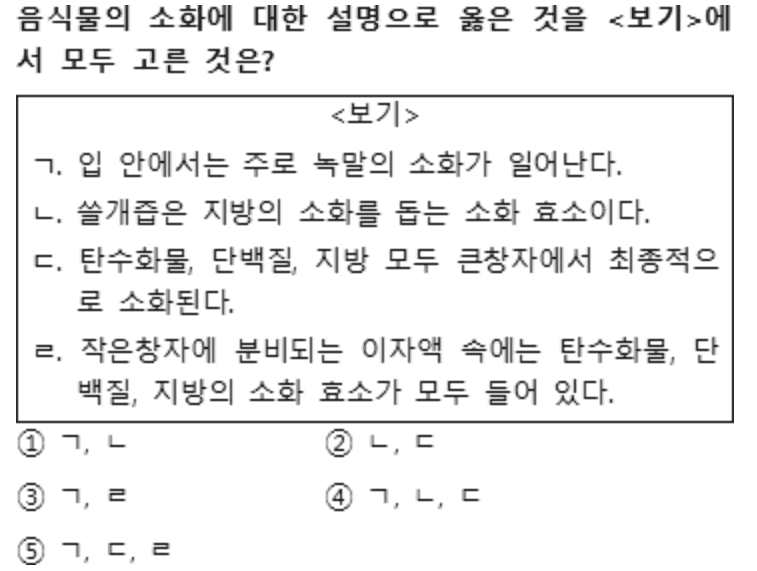 음식물의 소화에 대한 설명으로 옳은 것을 <보기>에
서 모두 고른 것은?
<보기>
ㄱ. 입 안에서는 주로 녹말의 소화가 일어난다.
ㄴ. 쓸개즙은 지방의 소화를 돕는 소화 효소이다.
ㄷ. 탄수화물, 단백질, 지방 모두 큰창자에서 최종적으
로 소화된다.
ㄹ. 작은창자에 분비되는 이자액 속에는 탄수화물, 단
백질, 지방의 소화 효소가 모두 들어 있다.
① ㄱ, ㄴ ② ㄴ, ㄷ
③ ㄱ, ㄹ ④ ㄱ, ㄴ, ㄷ
⑤ ㄱ, ㄷ, ㄹ